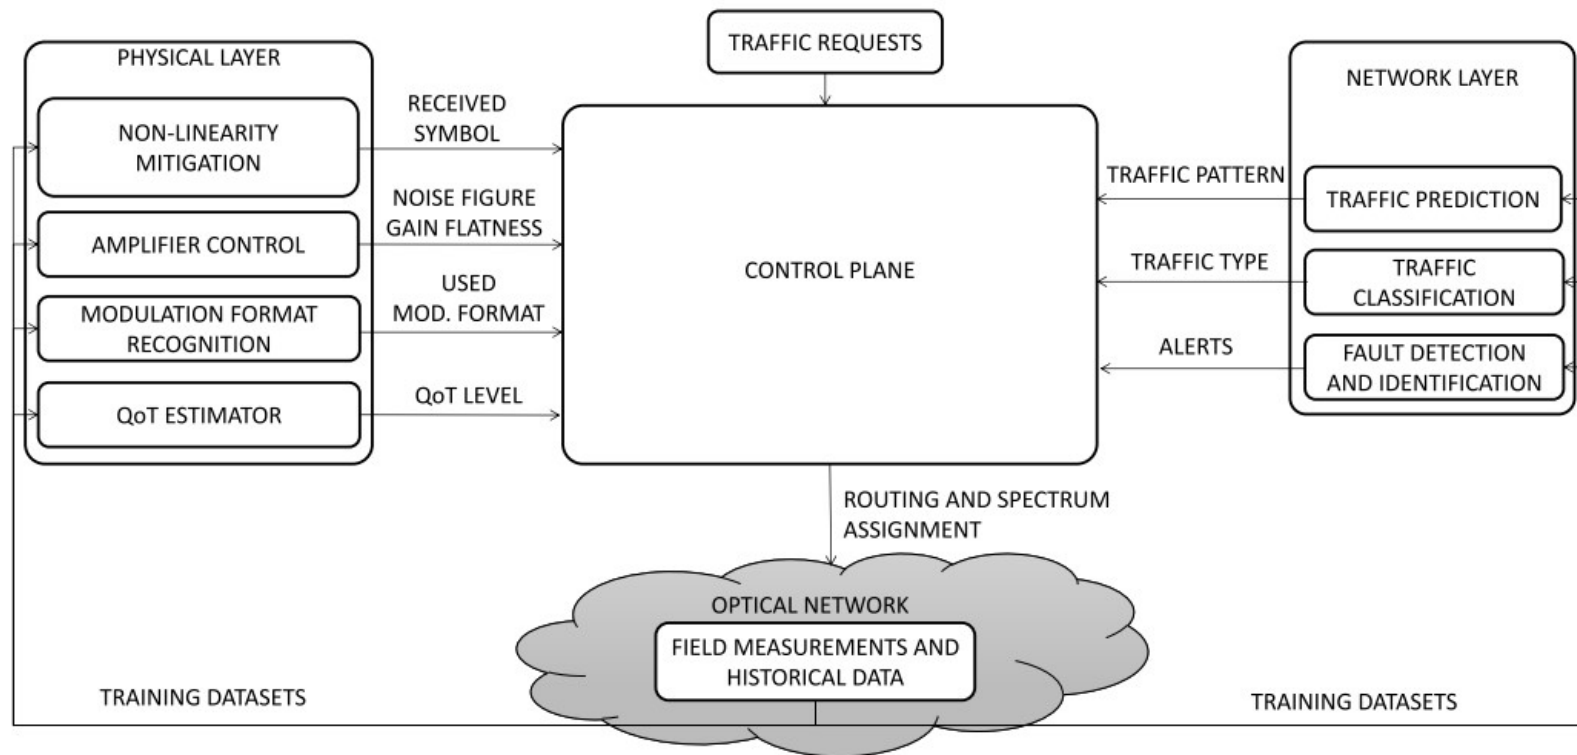 TRAFFIC REQUESTS
PHYSICAL LAYER
NON-LINEARITY
MITIGATION
AMPLIFIER CONTROL
MODULATION FORMAT
RECOGNITION
QoT ESTIMATOR
RECEIVED
SYMBOL
NOISE FIGURE
GAIN FLATNESS
USED
MOD. FORMAT
QoT LEVEL
CONTROL PLANE
TRAFFIC PATTERN
TRAFFIC TYPE
ALERTS
NETWORK LAYER
TRAFFIC PREDICTION
TRAFFIC
CLASSIFICATION
FAULT DETECTION
AND IDENTIFICATION
ROUTING AND SPECTRUM
ASSIGNMENT
OPTICAL NETWORK
FIELD MEASUREMENTS AND
HISTORICAL DATA
TRAINING DATASETS
TRAINING DATASETS